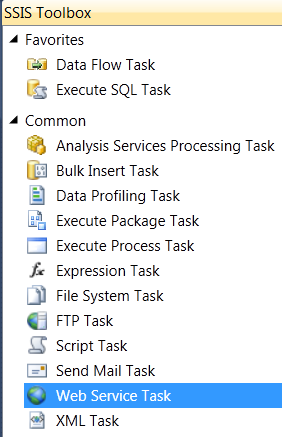 SSIS Toolbox
Favorites
Data Flow Task
Execute SQL Task
Common
Analysis Services Processing Task
Bulk Insert Task
Data Profiling Task
Execute Package Task
Execute Process Task
Expression Task
File System Task
FTP Task
Script Task
Send Mail Task
Web Service Task
XML Task